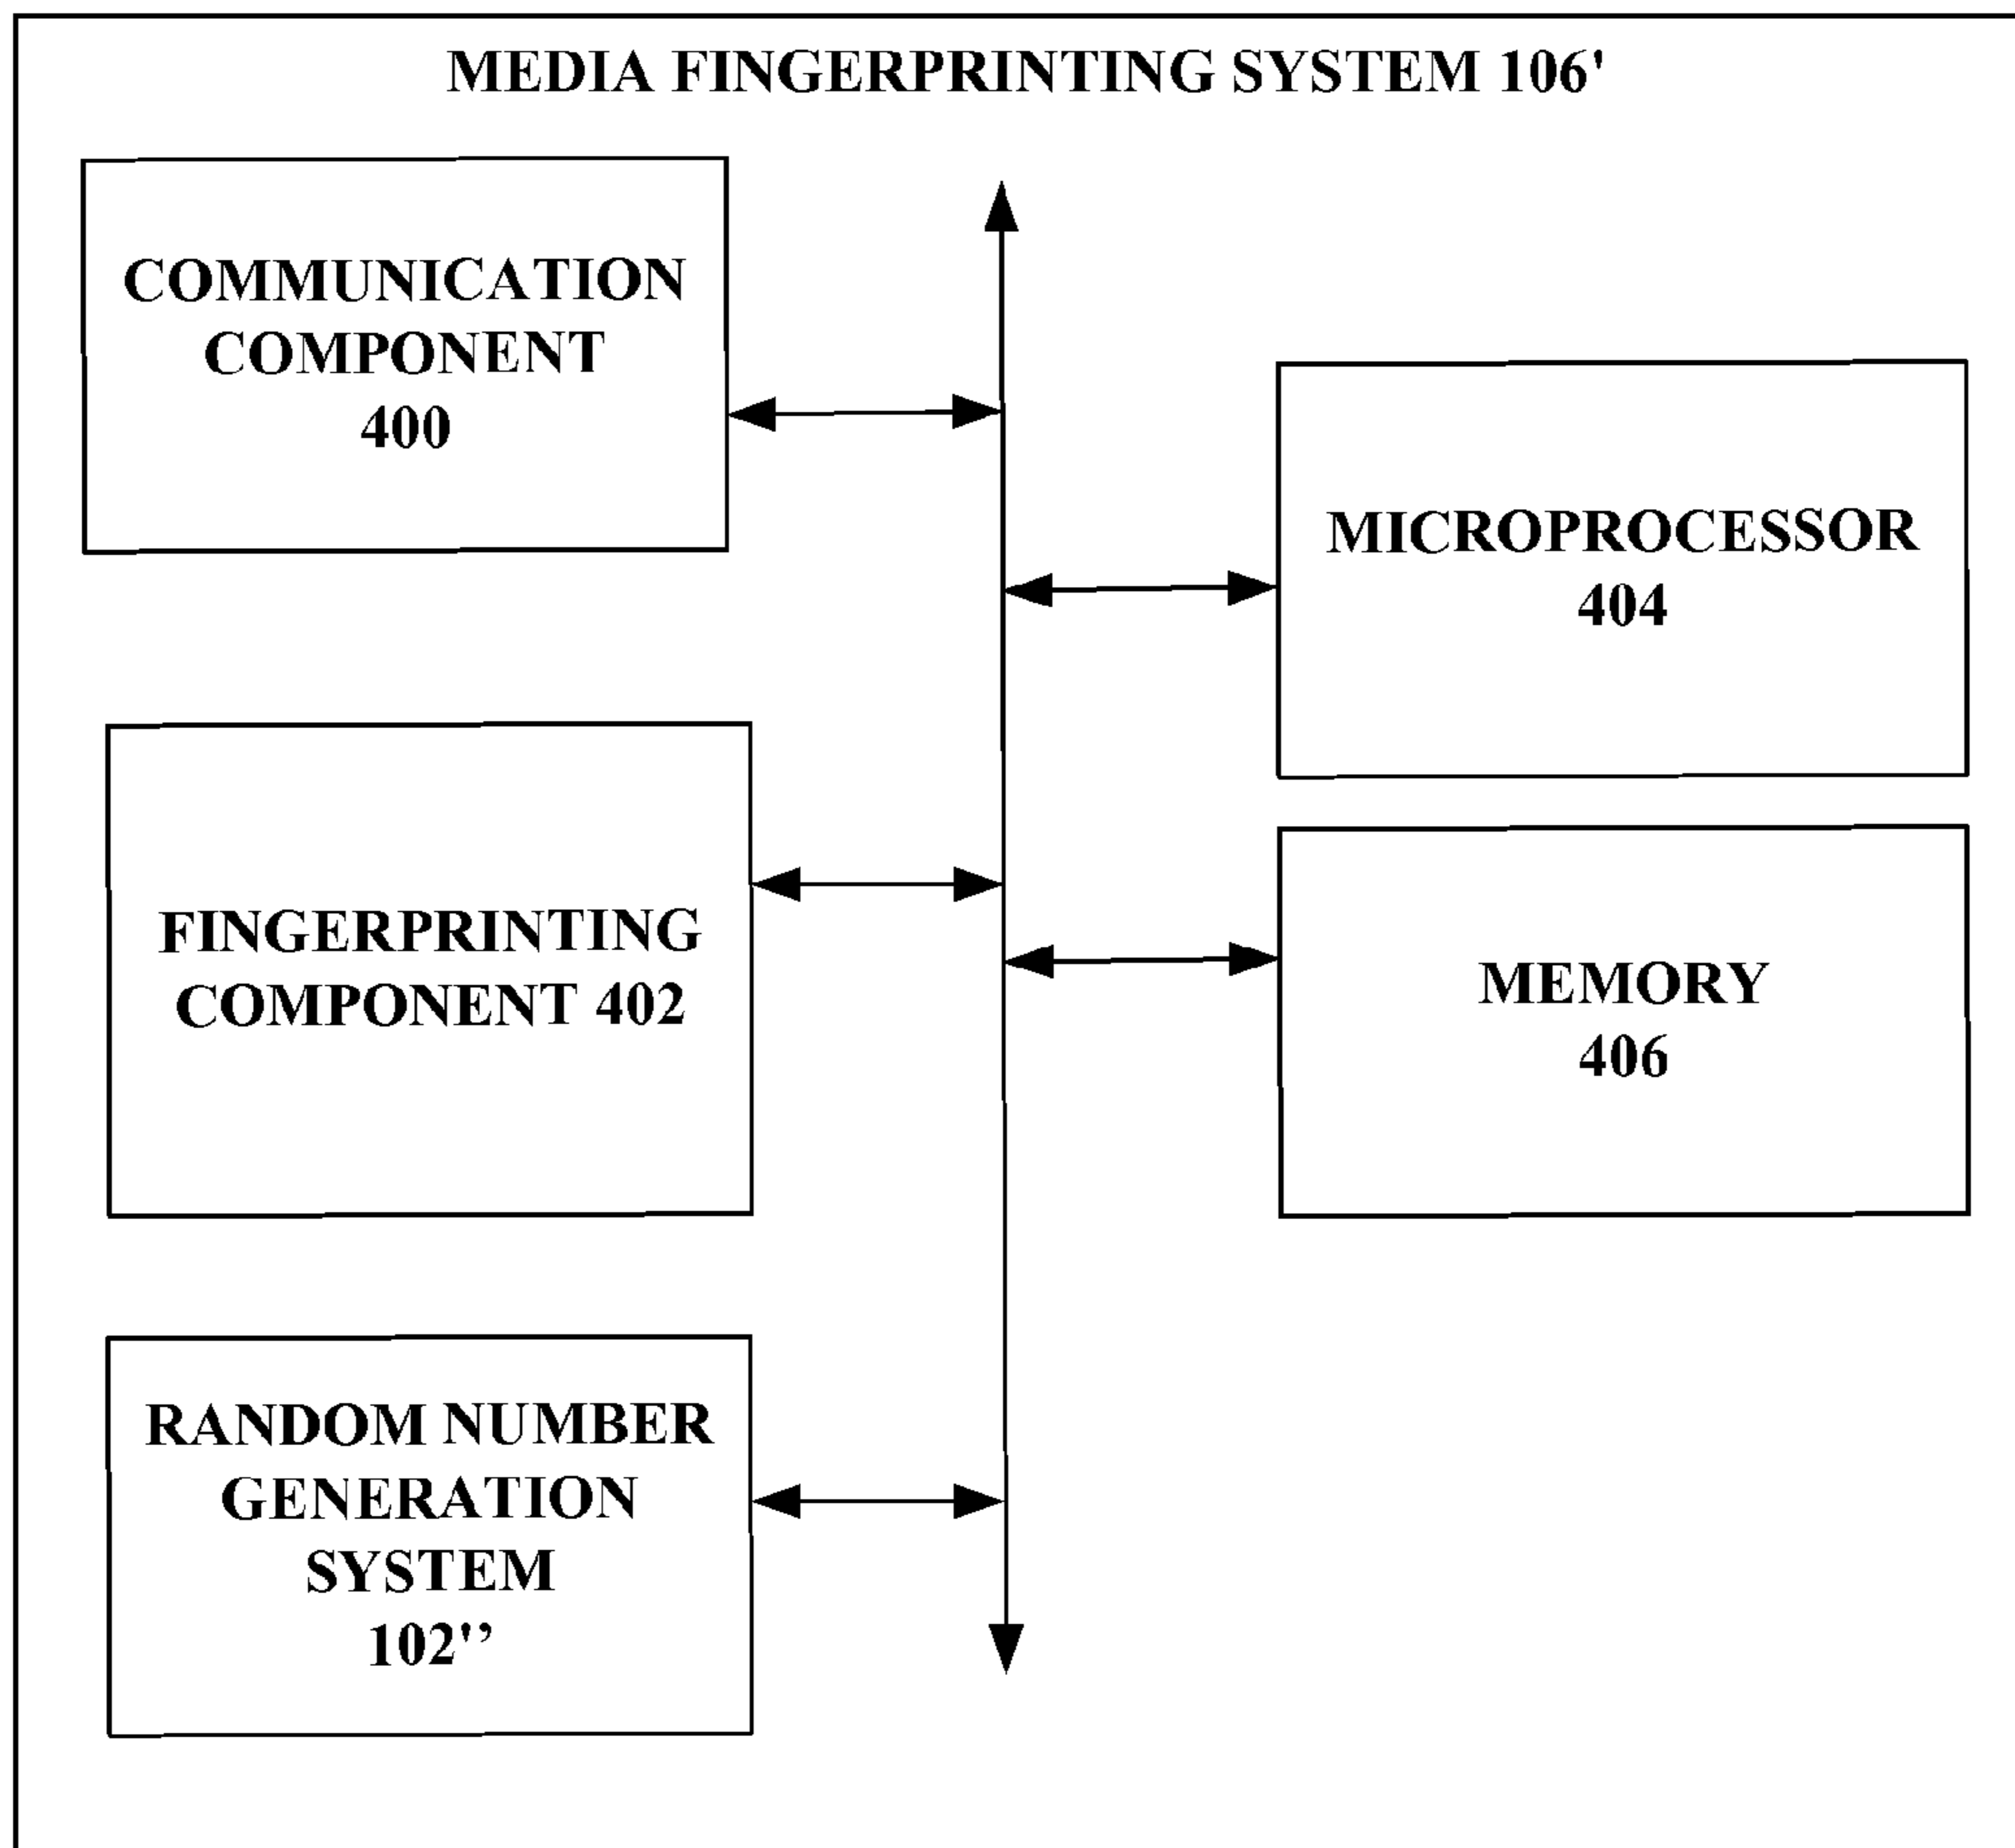 MEDIA FINGERPRINTING SYSTEM 106'
COMMUNICATION
COMPONENT
400
MICROPROCESSOR
404
FINGERPRINTING
COMPONENT 402
MEMORY
406
RANDOM NUMBER
GENERATION
SYSTEM
102'’